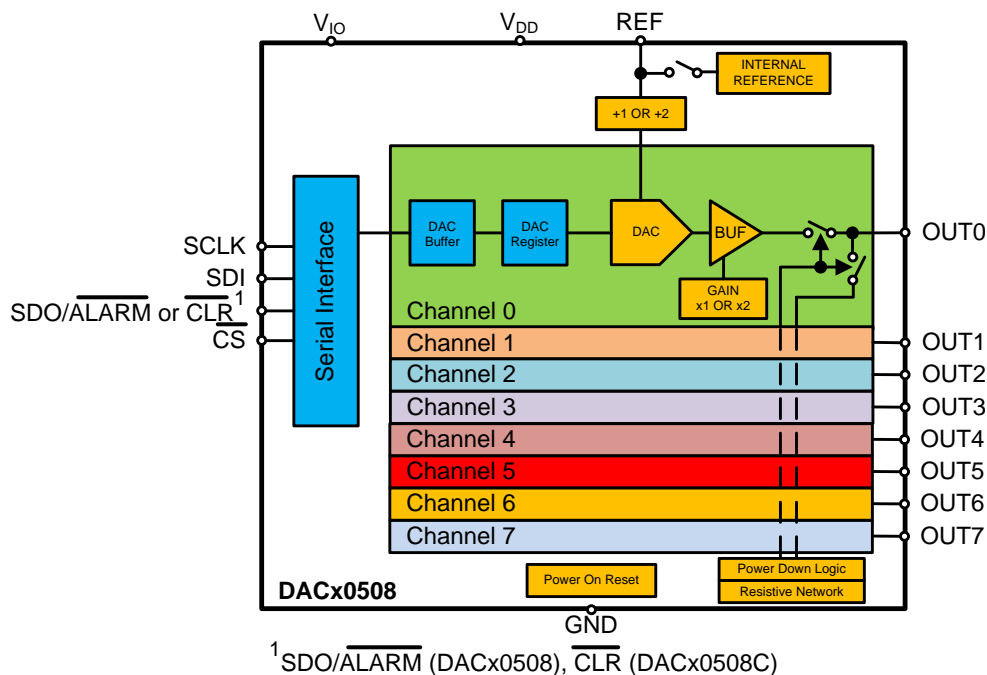 VIO VDD REF
INTERNAL
REFERENCE
÷1 OR ÷2
Serial Interface
DAC
Buffer
DAC
Register
DAC
BUF
GAIN
x1 OR x2
SCLK
SDI
SDO/ALARM or CLR1
CS
Channel 0
Channel 1
Channel 2
Channel 3
Channel 4
Channel 5
Channel 6
Channel 7
OUT0
OUT1
OUT2
OUT3
OUT4
OUT5
OUT6
OUT7
Power On Reset
Power Down Logic
Resistive Network
DACx0508
GND
1SDO/ALARM (DACx0508), CLR (DACx0508C)